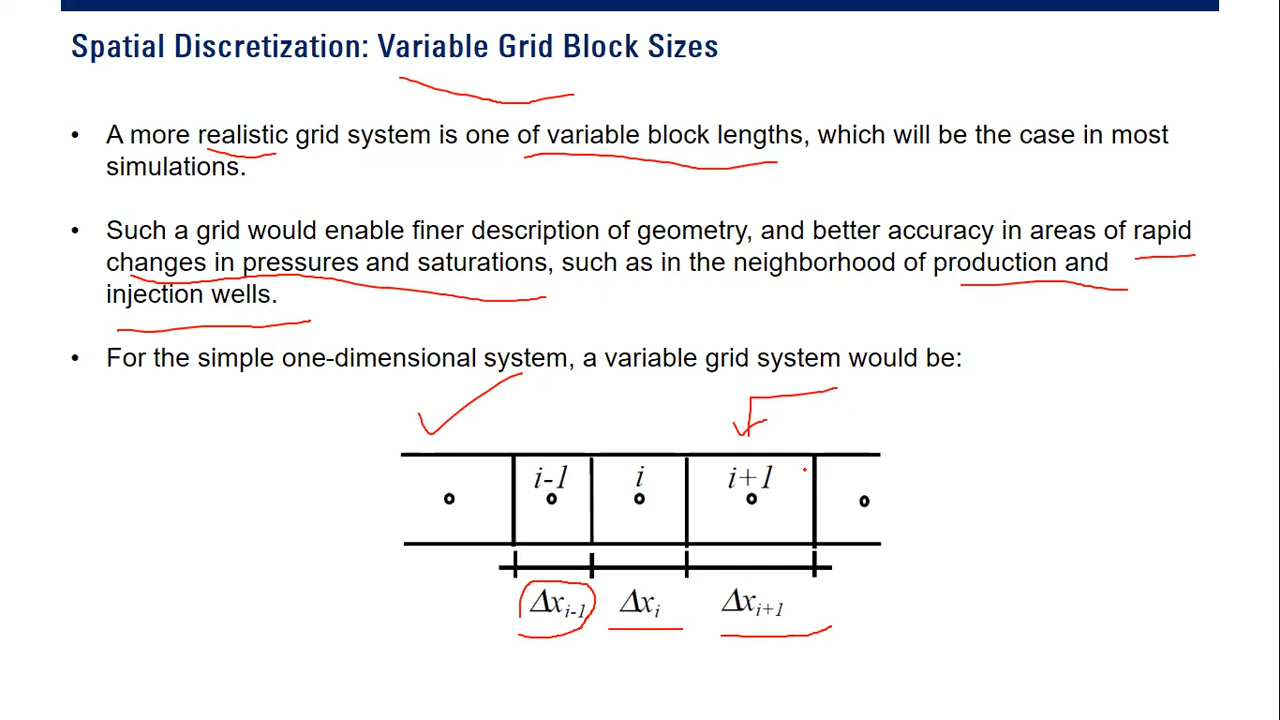 Spatial Discretization: Variable Grid Block Sizes
• A more realistic grid system is one of variable block lengths, which will be the case in most
simulations.
• Such a grid would enable finer description of geometry, and better accuracy in areas of rapid
changes in pressures and saturations, such as in the neighborhood of production and
injection wells.
• For the simple one-dimensional system, a variable grid system would be:
i-1 i i+1
Δx_{i-1} Δx_i Δx_{i+1}